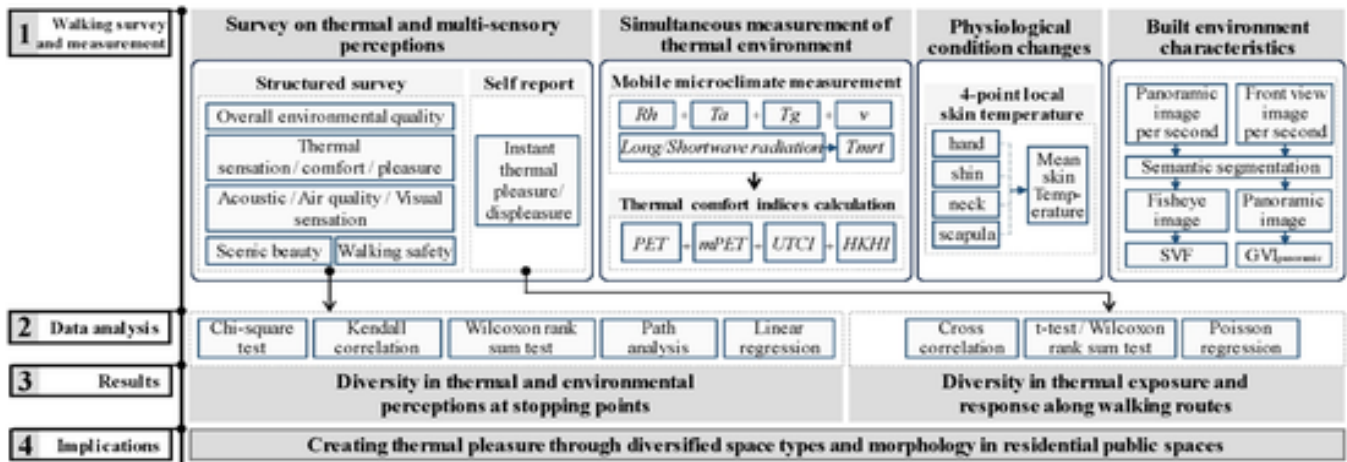 1
Walking survey
and measurement
Survey on thermal and multi-sensory
perceptions
Structured survey
Overall environmental quality
Thermal
sensation / comfort / pleasure
Acoustic / Air quality / Visual
sensation
Scenic beauty
Walking safety
Self report
Instant
thermal
pleasure/
displeasure
Simultaneous measurement of
thermal environment
Mobile microclimate measurement
Rh + Ta + Tg + v
Long/Shortwave radiation
Tmrt
Thermal comfort indices calculation
PET + mPET + UTCI + HKHI
Physiological
condition changes
4-point local
skin temperature
hand
shin
neck
scapula
Mean
skin
Temp-
erature
Built environment
characteristics
Panoramic
image
per second
Front view
image
per second
Semantic segmentation
Fisheye
image
Panoramic
image
SVF
GVIpanoramic
2
Data analysis
Chi-square
test
Kendall
correlation
Wilcoxon rank
sum test
Path
analysis
Linear
regression
Cross
correlation
t-test / Wilcoxon
rank sum test
Poisson
regression
3
Results
Diversity in thermal and environmental
perceptions at stopping points
Diversity in thermal exposure and
response along walking routes
4
Implications
Creating thermal pleasure through diversified space types and morphology in residential public spaces